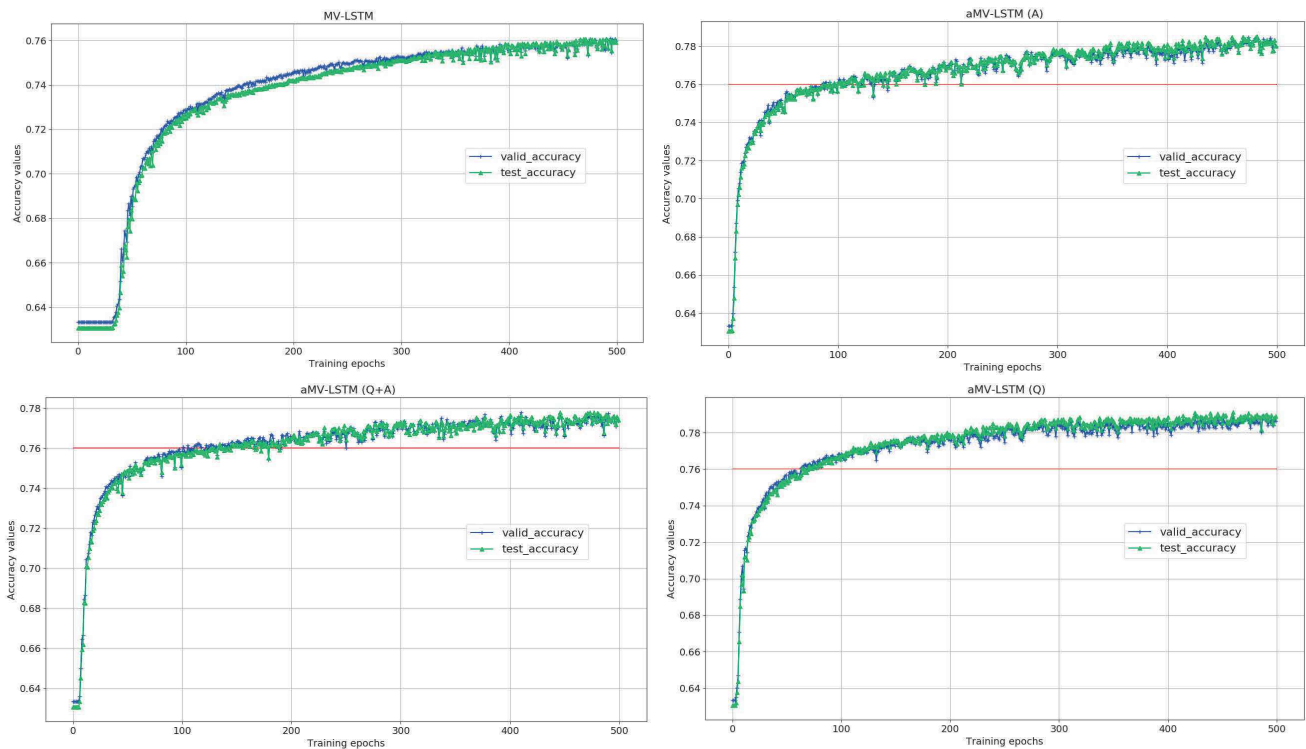 MV-LSTM
Accuracy values
0.76
0.74
0.72
0.70
0.68
0.66
0.64
valid_accuracy
test_accuracy
0 100 200 300 400 500
Training epochs
aMV-LSTM (A)
Accuracy values
0.78
0.76
0.74
0.72
0.70
0.68
0.66
0.64
valid_accuracy
test_accuracy
0 100 200 300 400 500
Training epochs
aMV-LSTM (Q+A)
Accuracy values
0.78
0.76
0.74
0.72
0.70
0.68
0.66
0.64
valid_accuracy
test_accuracy
0 100 200 300 400 500
Training epochs
aMV-LSTM (Q)
Accuracy values
0.78
0.76
0.74
0.72
0.70
0.68
0.66
0.64
valid_accuracy
test_accuracy
0 100 200 300 400 500
Training epochs